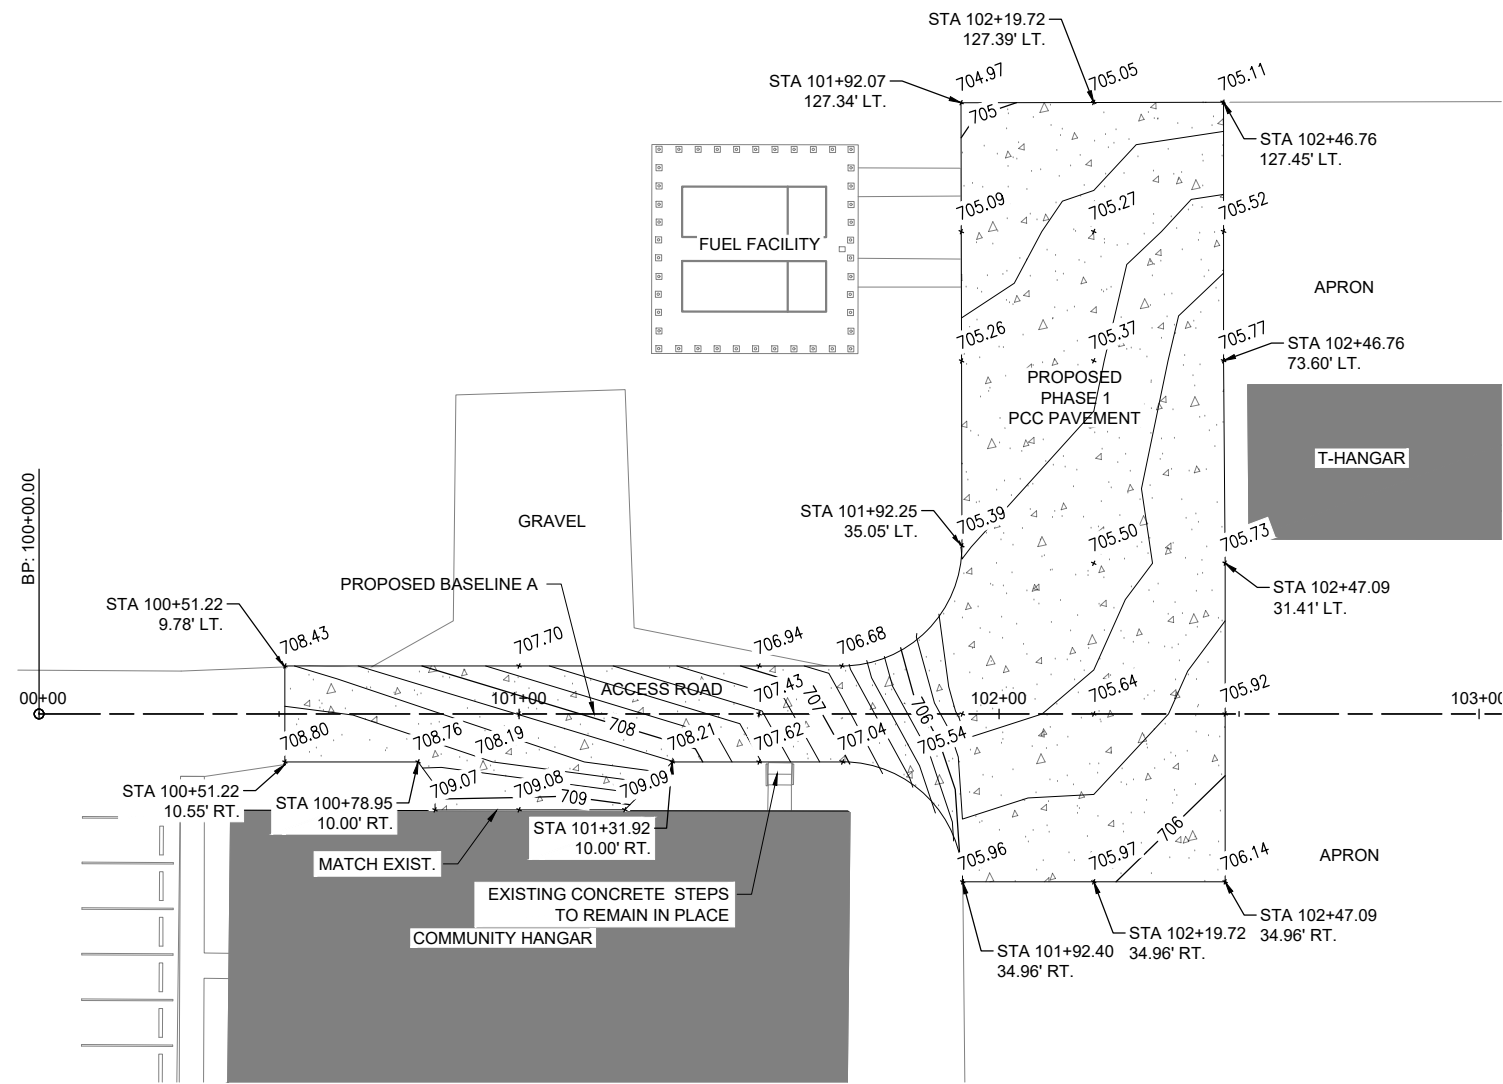 STA 102+19.72
127.39' LT.
STA 101+92.07
127.34' LT.
704.97
705.05
705.11
705
STA 102+46.76
127.45' LT.
FUEL FACILITY
705.09
705.27
705.52
APRON
705.26
705.37
705.77
STA 102+46.76
73.60' LT.
PROPOSED
PHASE 1
PCC PAVEMENT
T-HANGAR
BP: 100+00.00
GRAVEL
STA 101+92.25
35.05' LT.
705.39
705.50
705.73
STA 102+47.09
31.41' LT.
PROPOSED BASELINE A
STA 100+51.22
9.78' LT.
708.43
707.70
706.94
706.68
00+00
101+00
ACCESS ROAD
707.43
707
706
102+00
705.64
705.92
103+0
708.80
708.76
708.19
708
708.21
707.62
707.04
705.54
STA 100+51.22
10.55' RT.
STA 100+78.95
10.00' RT.
709.07
709.08
709
709.09
STA 101+31.92
10.00' RT.
MATCH EXIST.
EXISTING CONCRETE STEPS
TO REMAIN IN PLACE
COMMUNITY HANGAR
705.96
705.97
706
706.14
APRON
STA 101+92.40
34.96' RT.
STA 102+19.72
34.96' RT.
STA 102+47.09
34.96' RT.